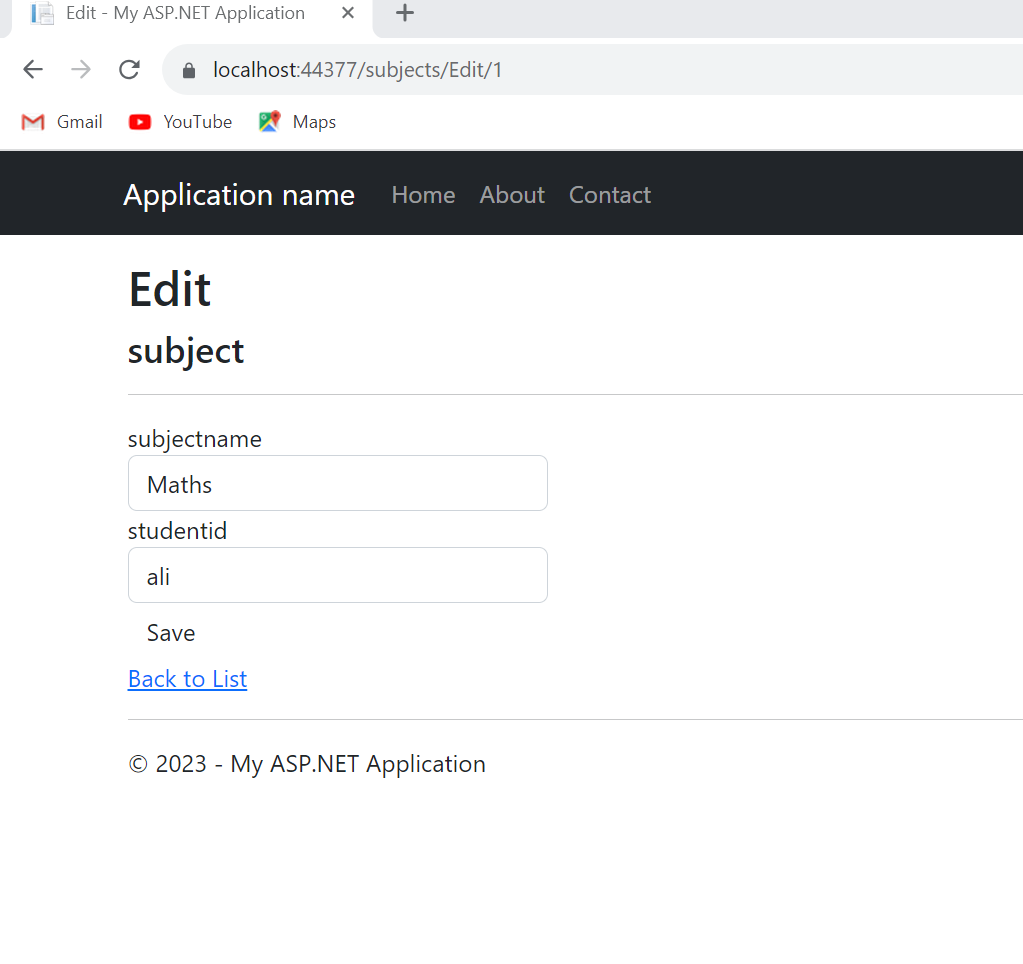 Edit - My ASP.NET Application
localhost:44377/subjects/Edit/1
Gmail YouTube Maps
Application name Home About Contact
Edit
subject
subjectname
Maths
studentid
ali
Save
Back to List
© 2023 - My ASP.NET Application